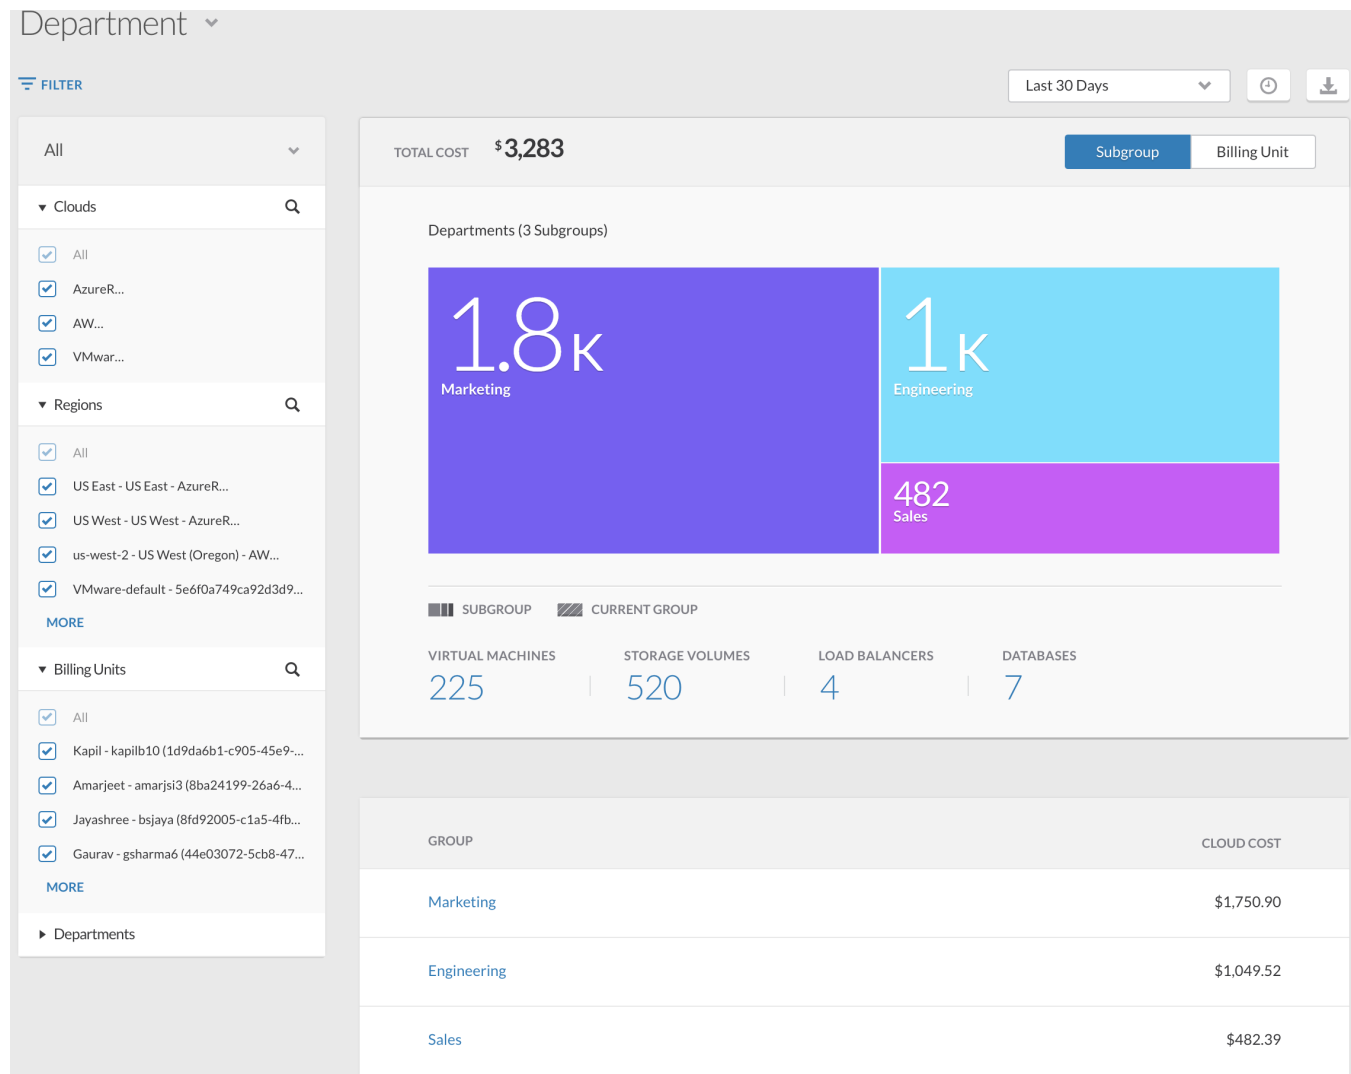 Department
FILTER
Last 30 Days
All
Clouds
All
AzureR...
AW...
VMwar...
Regions
All
US East - US East - AzureR...
US West - US West - AzureR...
us-west-2 - US West (Oregon) - AW...
VMware-default - 5e6f0a749ca92d3d9...
MORE
Billing Units
All
Kapil - kapilb10 (1d9da6b1-c905-45e9-...
Amarjeet - amarjsi3 (8ba24199-26a6-4...
Jayashree - bsjaya (8fd92005-c1a5-4fb...
Gaurav - gsharma6 (44e03072-5cb8-47...
MORE
Departments
TOTAL COST $3,283
Subgroup Billing Unit
Departments (3 Subgroups)
1.8K
Marketing
1K
Engineering
482
Sales
SUBGROUP CURRENT GROUP
VIRTUAL MACHINES STORAGE VOLUMES LOAD BALANCERS DATABASES
225 520 4 7
GROUP CLOUD COST
Marketing $1,750.90
Engineering $1,049.52
Sales $482.39